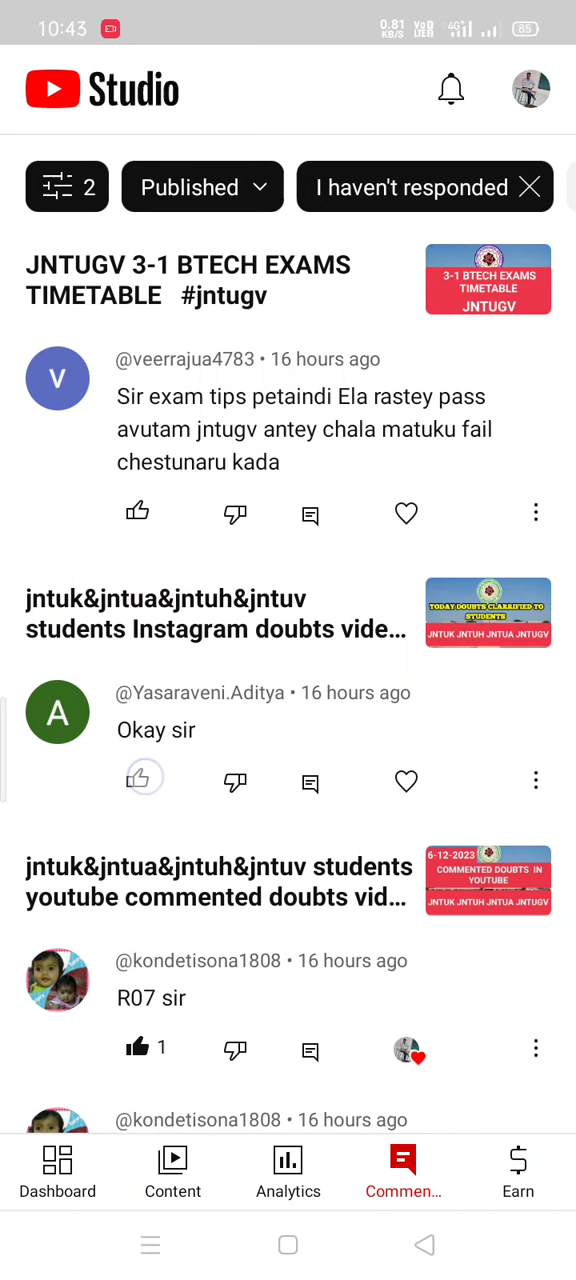 10:43
0.81
KB/S
VoD
LTE
4G+
85
Studio
2
Published
I haven't responded
JNTUGV 3-1 BTECH EXAMS
TIMETABLE #jntugv
3-1 BTECH EXAMS
TIMETABLE
JNTUGV
V
@veerrajua4783 • 16 hours ago
Sir exam tips petaindi Ela rastey pass
avutam jntugv antey chala matuku fail
chestunaru kada
jntuk&jntua&jntuh&jntuv
students Instagram doubts vide...
TODAY DOUBTS CLARRIFIED TO
STUDENTS
JNTUK JNTUH JNTUA JNTUGV
A
@Yasaraveni.Aditya • 16 hours ago
Okay sir
jntuk&jntua&jntuh&jntuv students
youtube commented doubts vid...
6-12-2023
COMMENTED DOUBTS IN
YOUTUBE
JNTUK JNTUH JNTUA JNTUGV
@kondetisona1808 • 16 hours ago
R07 sir
1
@kondetisona1808 • 16 hours ago
Dashboard
Content
Analytics
Commen...
Earn